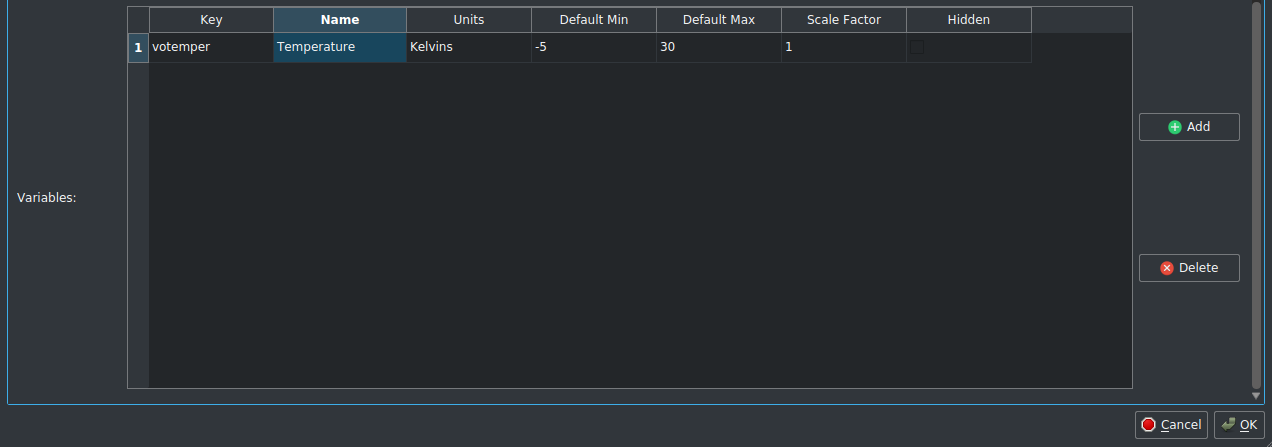 Key Name Units Default Min Default Max Scale Factor Hidden
1 votemper Temperature Kelvins -5 30 1
Add
Variables:
Delete
Cancel OK